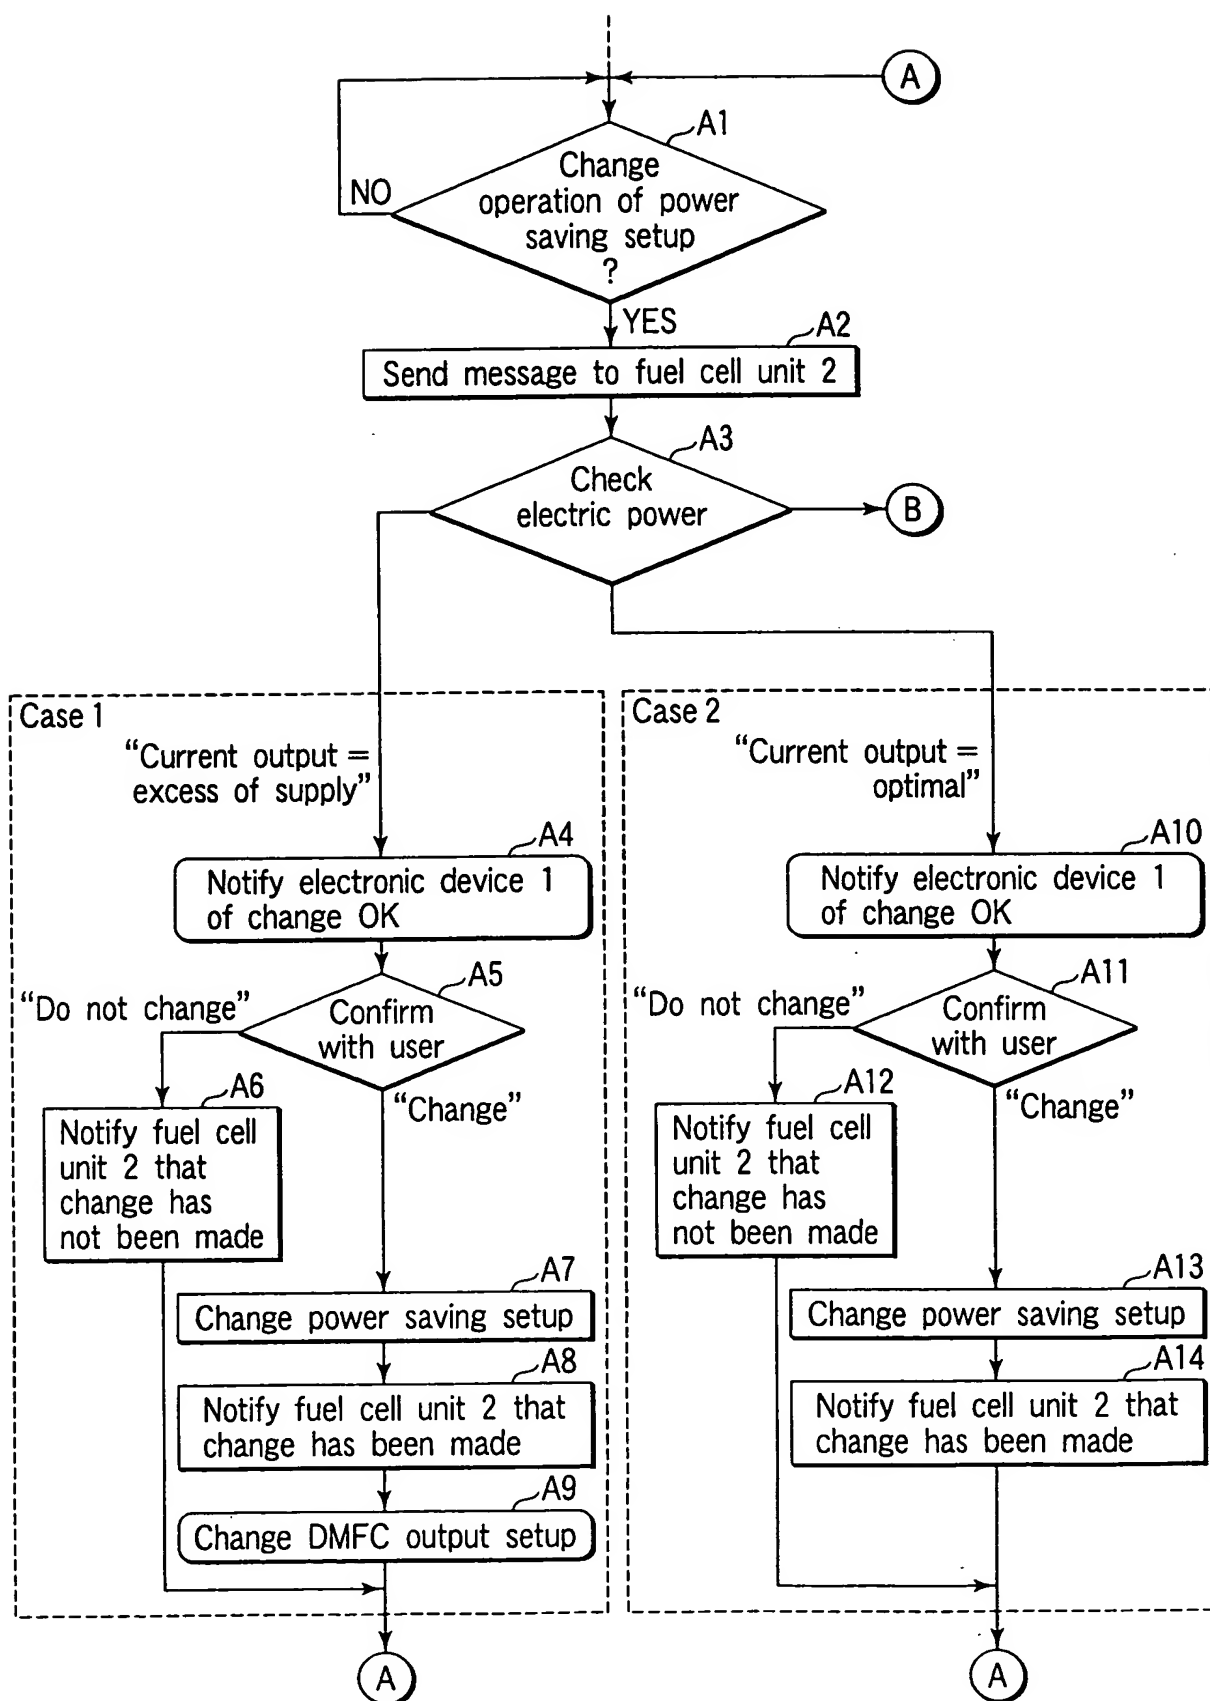 A
A1
Change
operation of power
saving setup
?
NO
YES
A2
Send message to fuel cell unit 2
A3
Check
electric power
B
Case 1
“Current output =
excess of supply”
A4
Notify electronic device 1
of change OK
A5
“Do not change”
Confirm
with user
“Change”
A6
Notify fuel cell
unit 2 that
change has
not been made
A7
Change power saving setup
A8
Notify fuel cell unit 2 that
change has been made
A9
Change DMFC output setup
A
Case 2
“Current output =
optimal”
A10
Notify electronic device 1
of change OK
A11
“Do not change”
Confirm
with user
“Change”
A12
Notify fuel cell
unit 2 that
change has
not been made
A13
Change power saving setup
A14
Notify fuel cell unit 2 that
change has been made
A